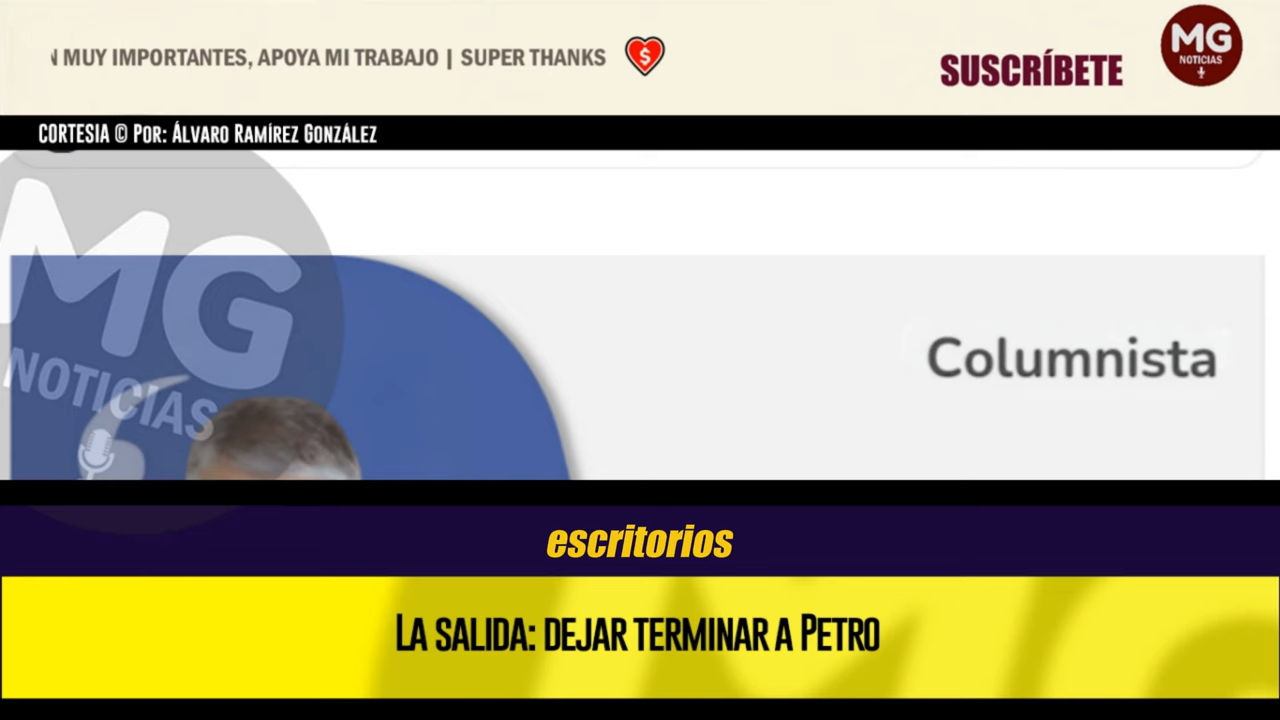 N MUY IMPORTANTES, APOYA MI TRABAJO | SUPER THANKS
SUSCRÍBETE
MG
NOTICIAS
CORTESIA © POR: ÁLVARO RAMÍREZ GONZÁLEZ
MG
NOTICIAS
Columnista
escritorios
LA SALIDA: DEJAR TERMINAR A PETRO